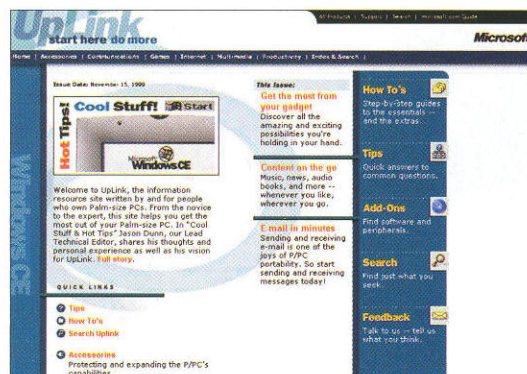 All Products | Support | Search | microsoft.com Guide
UpLink
start here do more
Microsoft
Home | Accessories | Communications | Games | Internet | Multimedia | Productivity | Index & Search |
Windows CE
Issue Date: November 15, 1999
Hot Tips!
Cool Stuff!
Start
Microsoft
Windows CE
Welcome to UpLink, the information
resource site written by and for people
who own Palm-size PCs. From the novice
to the expert, this site helps you get the
most out of your Palm-size PC. In "Cool
Stuff & Hot Tips" Jason Dunn, our Lead
Technical Editor, shares his thoughts and
personal experience as well as his vision
for UpLink. Full story.
QUICK LINKS
Tips
How To's
Search Uplink
Accessories
Protecting and expanding the P/PC's
capabilities
This Issue:
Get the most from
your gadget
Discover all the
amazing and exciting
possibilities you're
holding in your hand.
Content on the go
Music, news, audio
books, and more --
whenever you like,
wherever you go.
E-mail in minutes
Sending and receiving
e-mail is one of the
joys of P/PC
portability. So start
sending and receiving
messages today!
How To's
Step-by-Step guides
to the essentials --
and the extras.
Tips
Quick answers to
common questions.
Add-Ons
Find software and
peripherals.
Search
Find just what you
seek.
Feedback
Talk to us -- tell us
what you think.